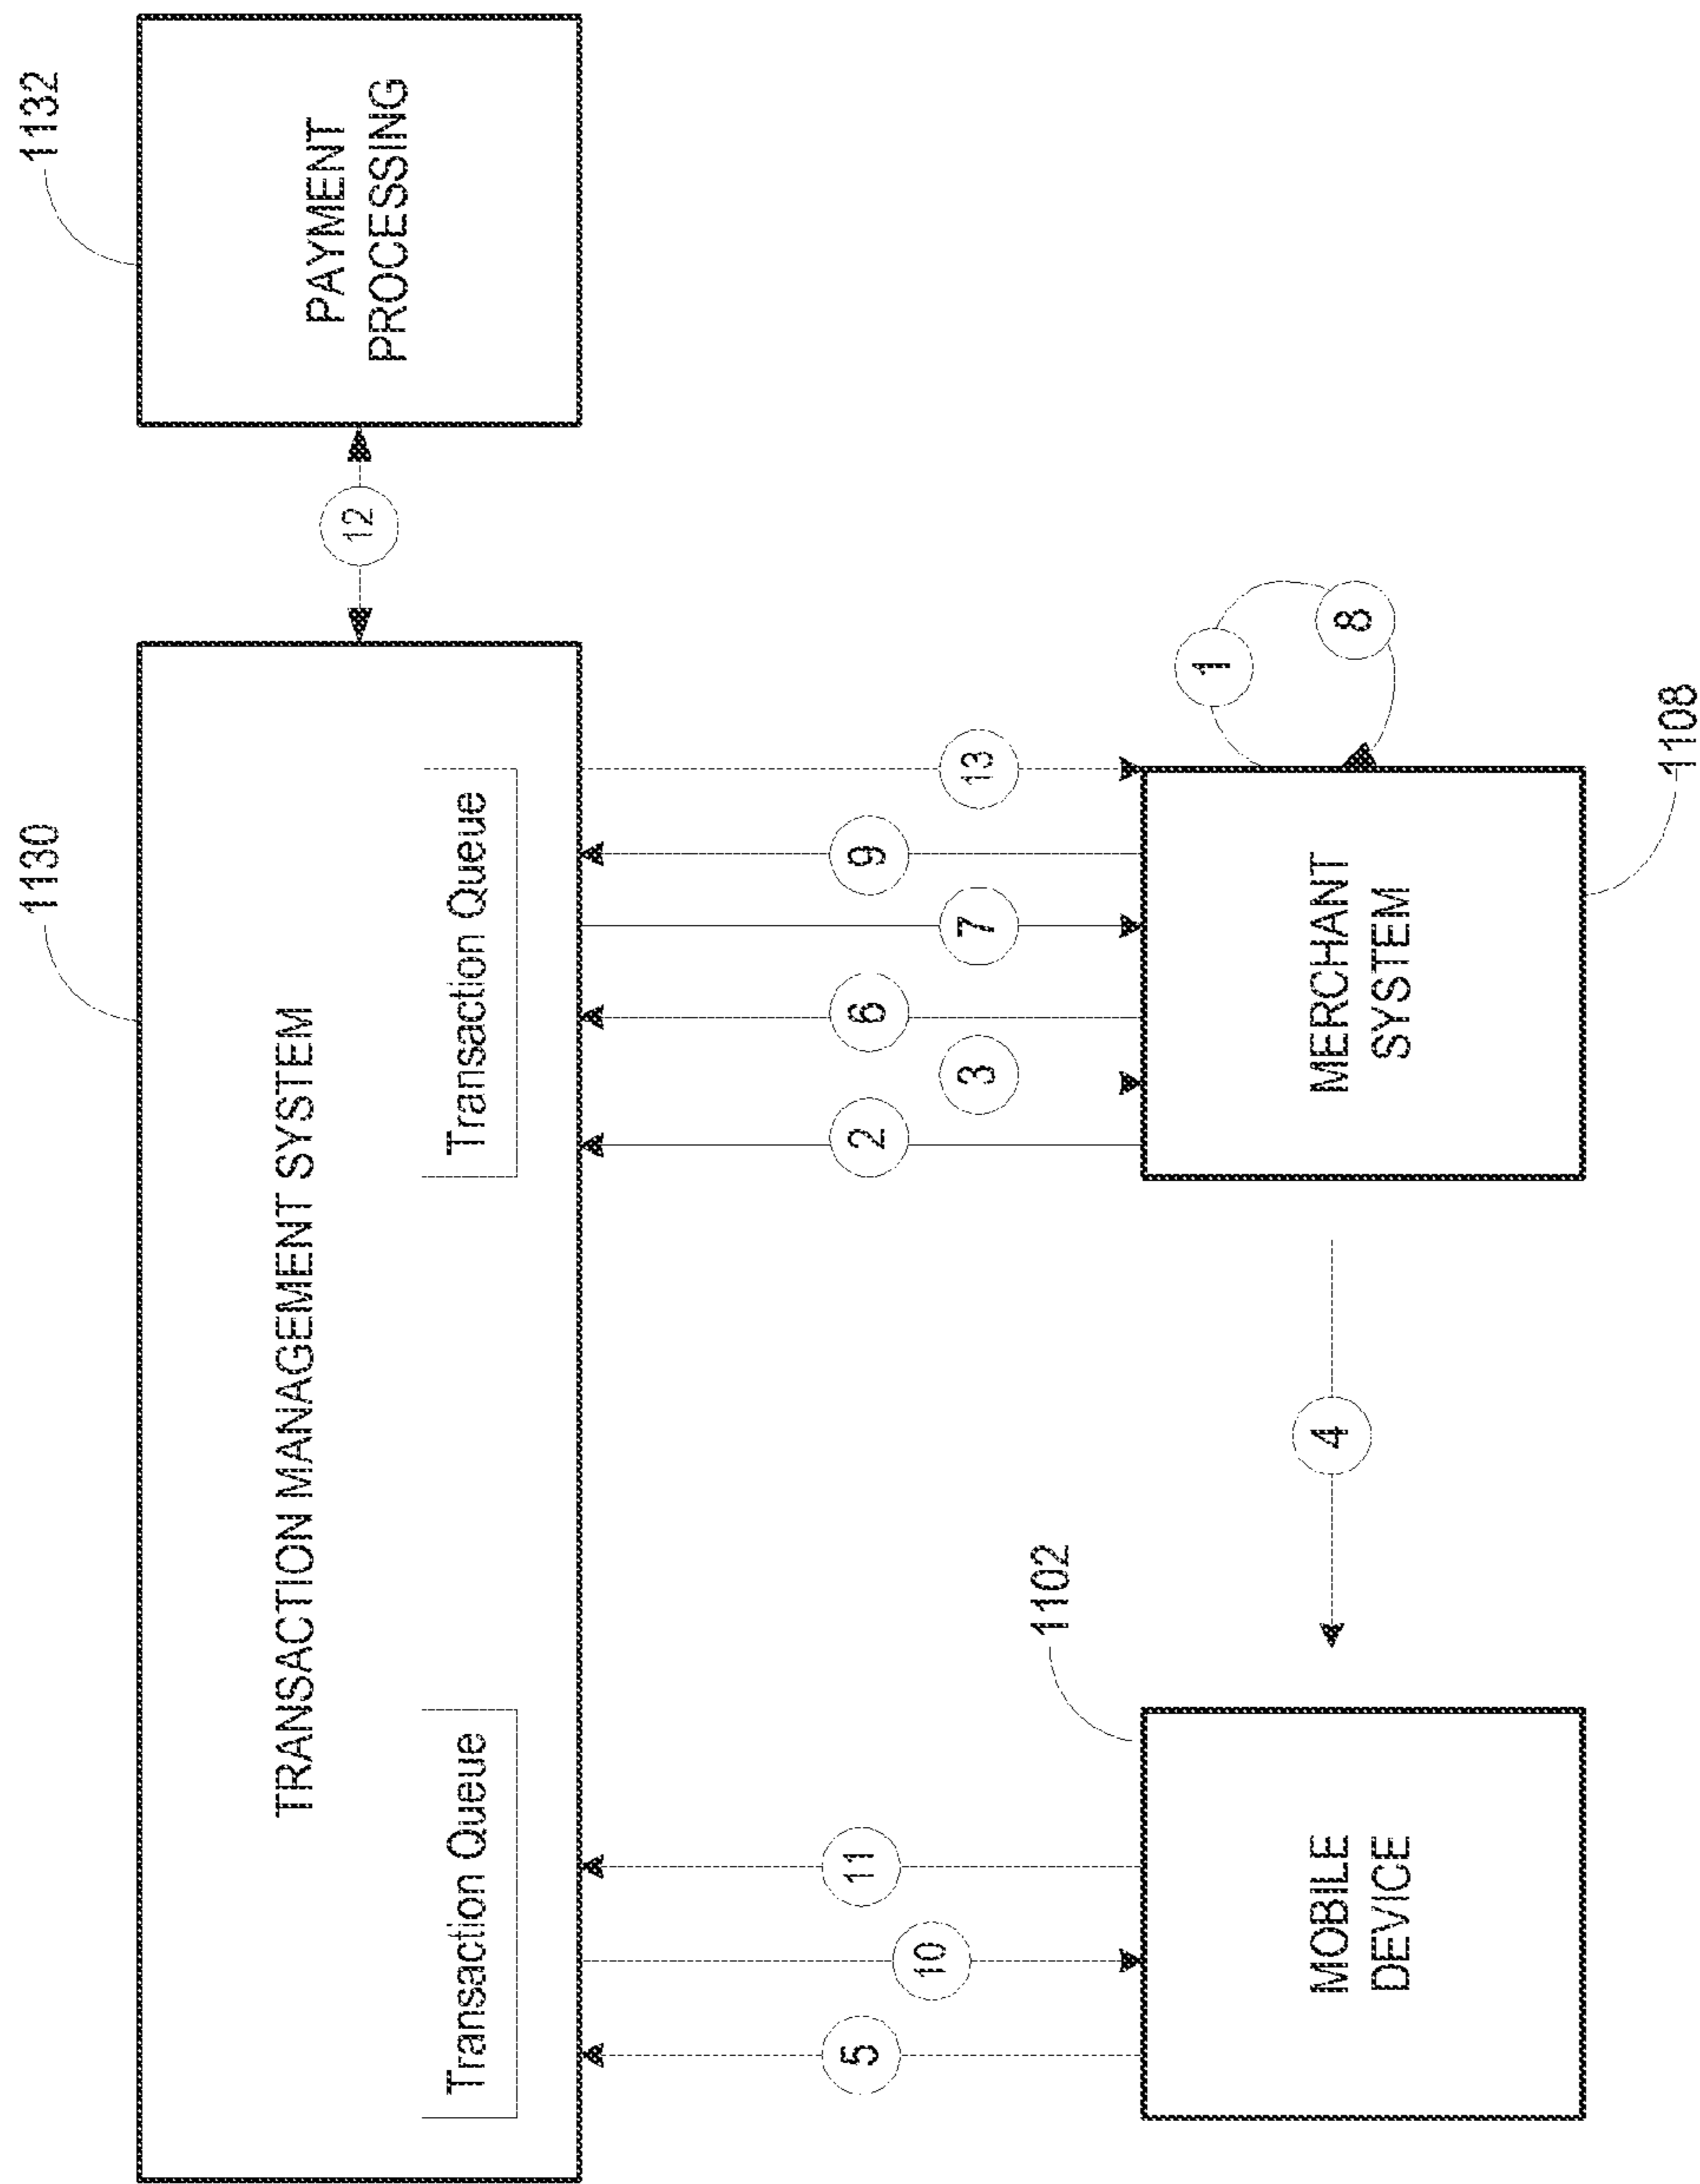 1130
1132
TRANSACTION MANAGEMENT SYSTEM
PAYMENT
PROCESSING
12
Transaction Queue
Transaction Queue
5
10
11
2
3
6
7
9
13
1102
MOBILE
DEVICE
4
MERCHANT
SYSTEM
1
8
1108